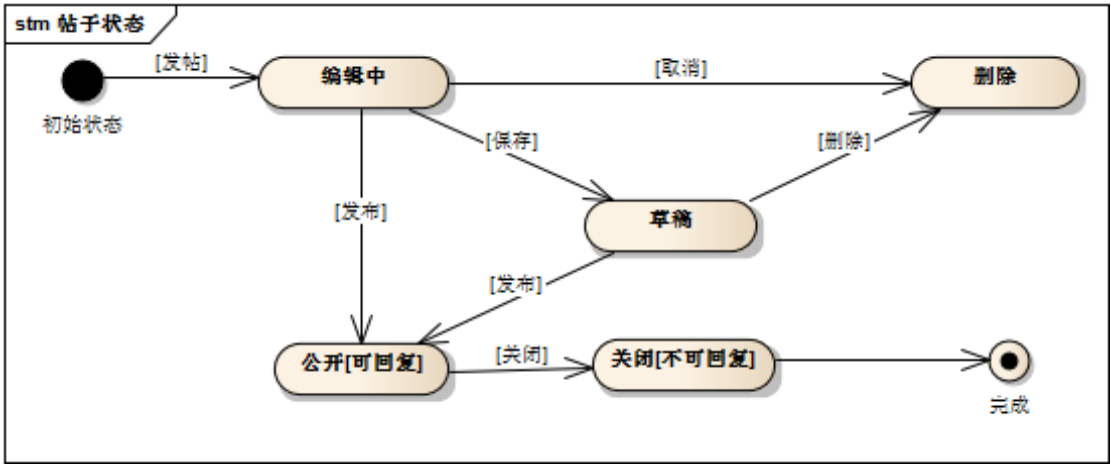 stm 帖子状态
[发帖]
编辑中
[取消]
删除
初始状态
[保存]
[删除]
[发布]
草稿
[发布]
公开[可回复]
[关闭]
关闭[不可回复]
完成